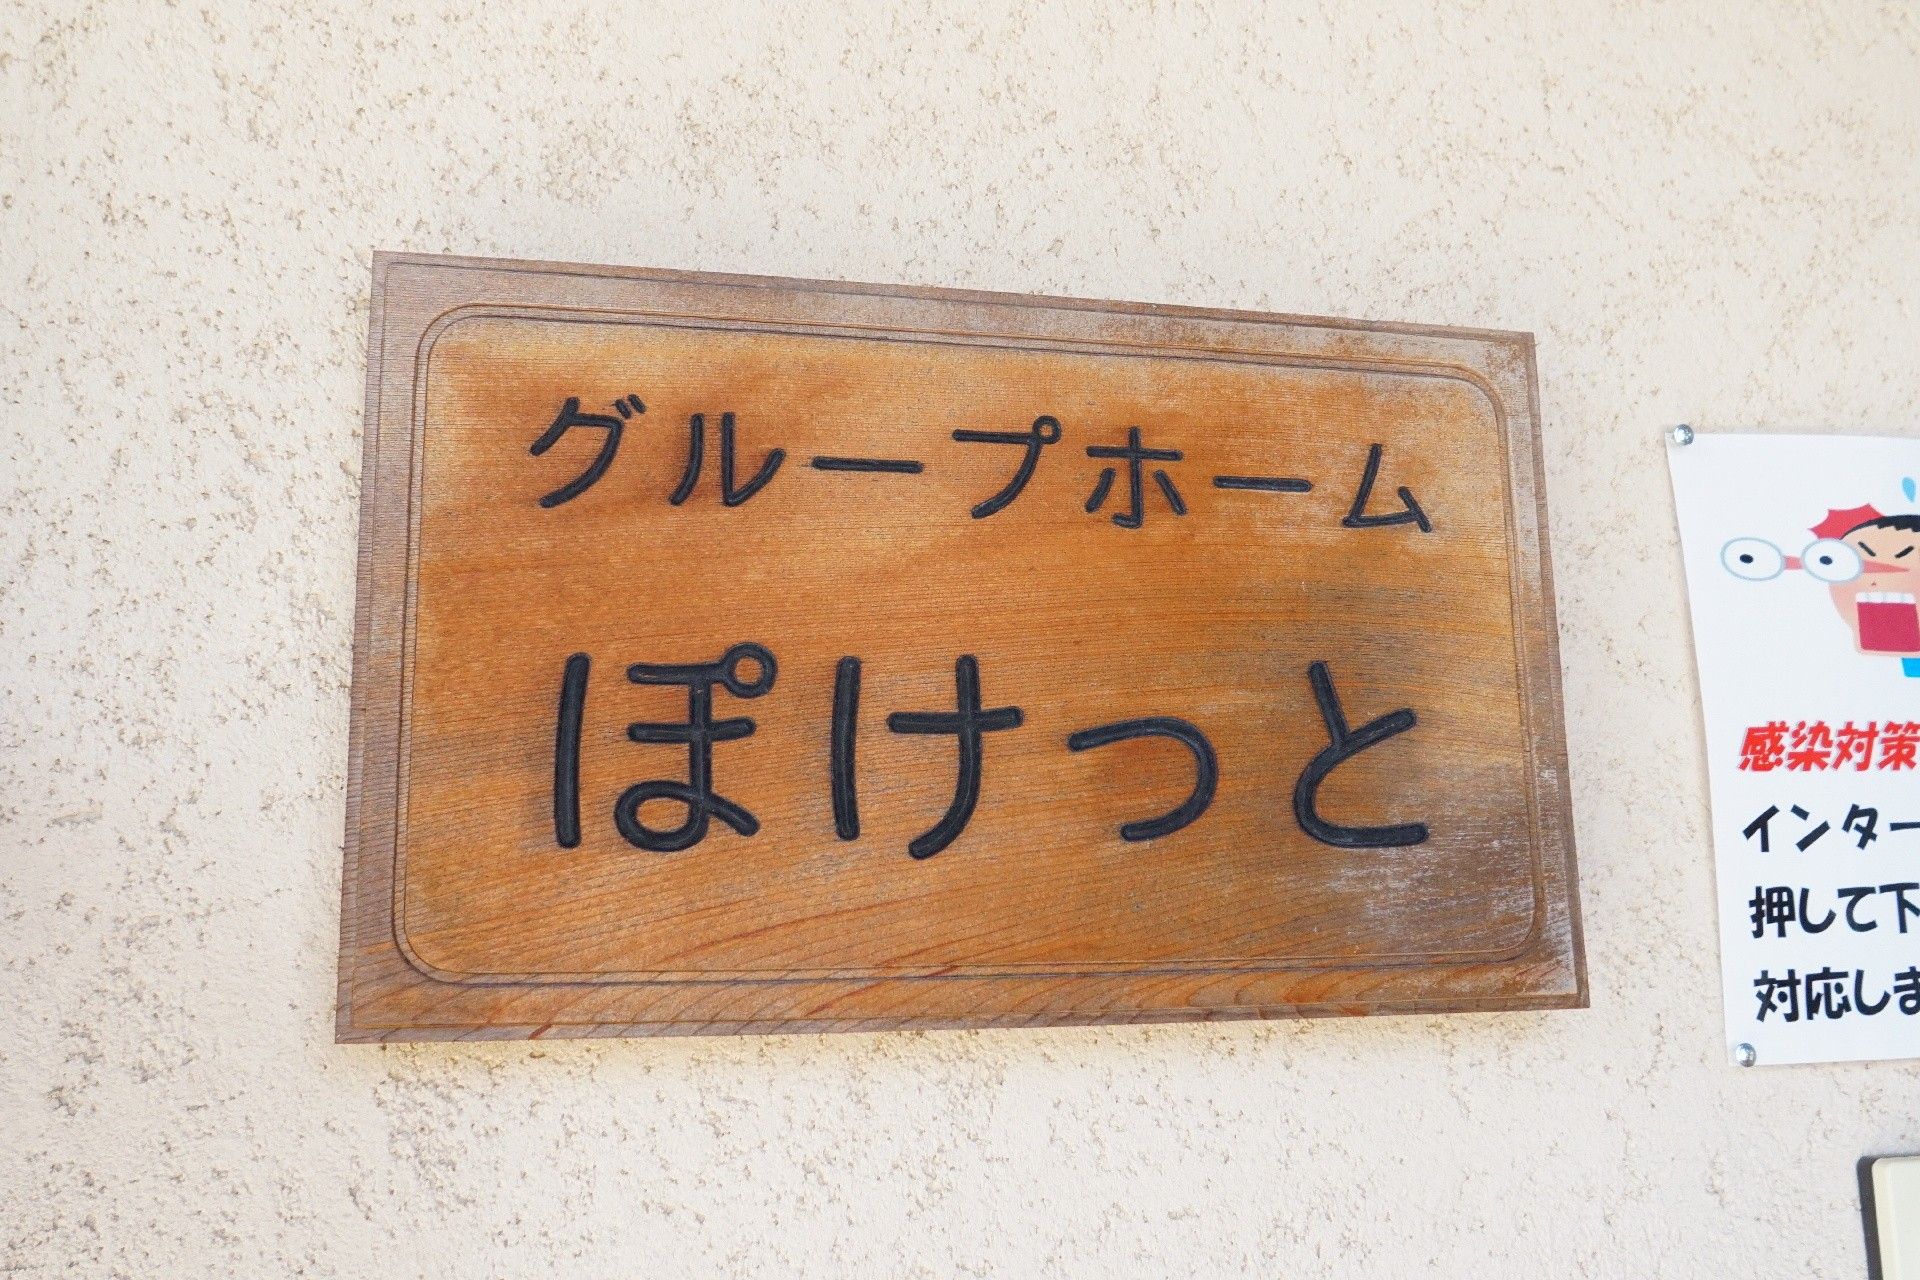 グループホーム
ぽけっと
感染対策
インター
押して下
対応しま